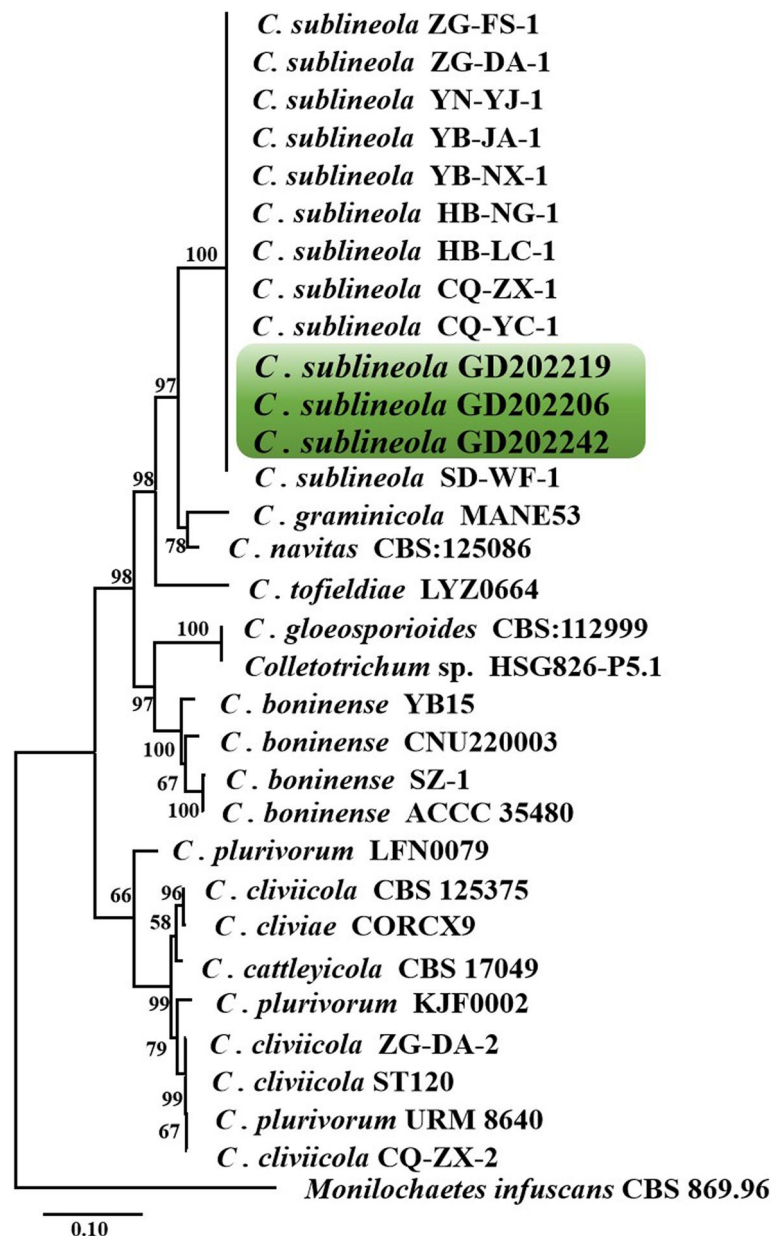 C. sublineola ZG-FS-1
C. sublineola ZG-DA-1
C. sublineola YN-YJ-1
C. sublineola YB-JA-1
C. sublineola YB-NX-1
C . sublineola HB-NG-1
C . sublineola HB-LC-1
100
C . sublineola CQ-ZX-1
C . sublineola CQ-YC-1
C . sublineola GD202219
97
C . sublineola GD202206
C . sublineola GD202242
98
C . sublineola SD-WF-1
C . graminicola MANE53
78
C . navitas CBS:125086
98
C . tofieldiae LYZ0664
100
C . gloeosporioides CBS:112999
Colletotrichum sp. HSG826-P5.1
97
C . boninense YB15
100
C . boninense CNU220003
67
C . boninense SZ-1
100
C . boninense ACCC 35480
C . plurivorum LFN0079
66
96
C . cliviicola CBS 125375
58
C . cliviae CORCX9
C . cattleyicola CBS 17049
99
C . plurivorum KJF0002
79
C . cliviicola ZG-DA-2
C . cliviicola ST120
99
C . plurivorum URM 8640
67
C . cliviicola CQ-ZX-2
Monilochaetes infuscans CBS 869.96
0.10